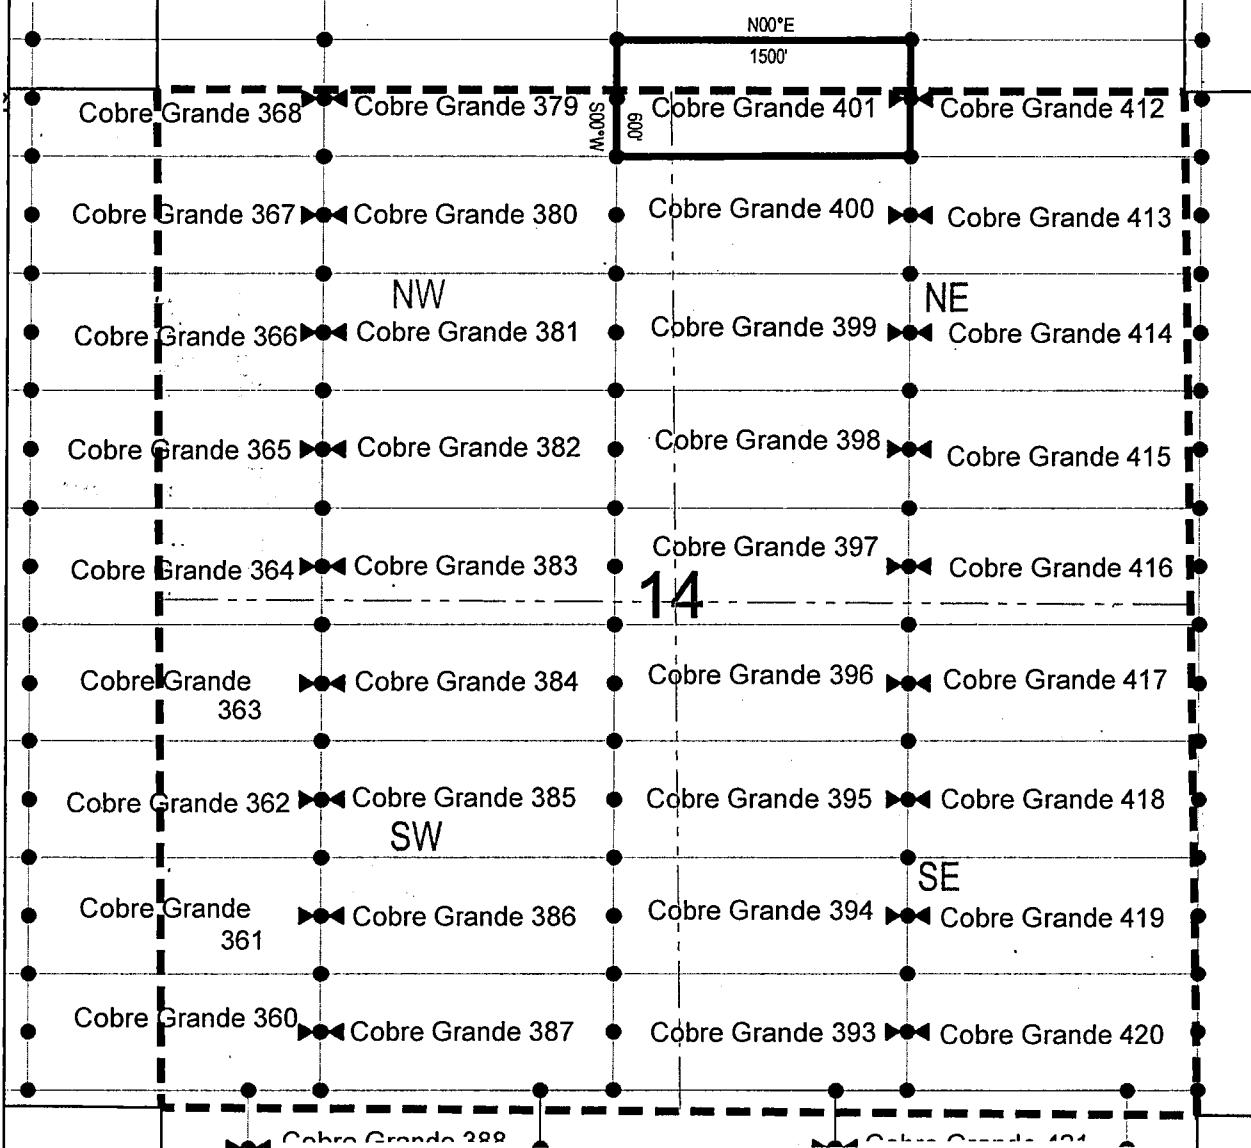 N00°E
1500'
S00°W
600'
Cobre Grande 368
Cobre Grande 379
Cobre Grande 401
Cobre Grande 412
Cobre Grande 367
Cobre Grande 380
Cobre Grande 400
Cobre Grande 413
NW
NE
Cobre Grande 366
Cobre Grande 381
Cobre Grande 399
Cobre Grande 414
Cobre Grande 365
Cobre Grande 382
Cobre Grande 398
Cobre Grande 415
Cobre Grande 364
Cobre Grande 383
Cobre Grande 397
Cobre Grande 416
14
Cobre Grande
363
Cobre Grande 384
Cobre Grande 396
Cobre Grande 417
Cobre Grande 362
Cobre Grande 385
Cobre Grande 395
Cobre Grande 418
SW
SE
Cobre Grande
361
Cobre Grande 386
Cobre Grande 394
Cobre Grande 419
Cobre Grande 360
Cobre Grande 387
Cobre Grande 393
Cobre Grande 420
Cobre Grande 388
Cobre Grande 421